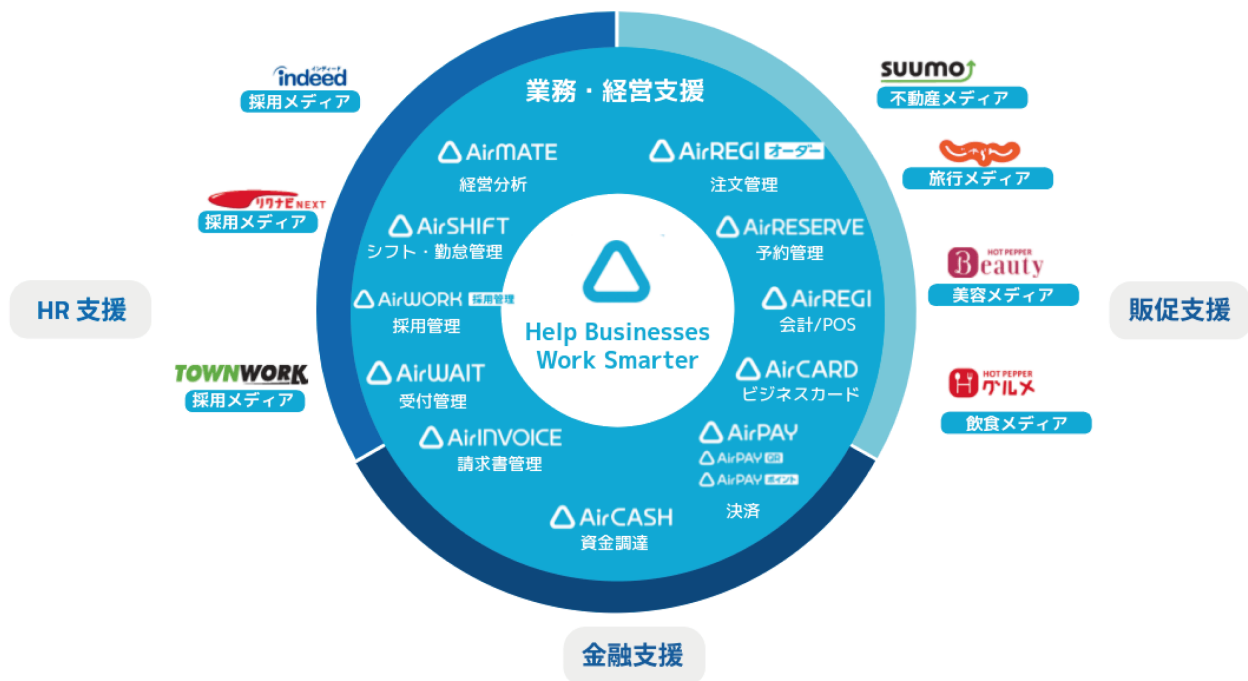 業務・経営支援
インディード
indeed
採用メディア
リクナビNEXT
採用メディア
HR 支援
TOWNWORK
採用メディア
AirMATE
経営分析
AirSHIFT
シフト・勤怠管理
AirWORK 採用管理
採用管理
AirWAIT
受付管理
AirINVOICE
請求書管理
AirCASH
資金調達
Help Businesses
Work Smarter
AirREGI オーダー
注文管理
AirRESERVE
予約管理
AirREGI
会計/POS
AirCARD
ビジネスカード
AirPAY
AirPAY QR
AirPAY ポイント
決済
SUUMO
不動産メディア
旅行メディア
HOT PEPPER
Beauty
美容メディア
販促支援
HOT PEPPER
グルメ
飲食メディア
金融支援